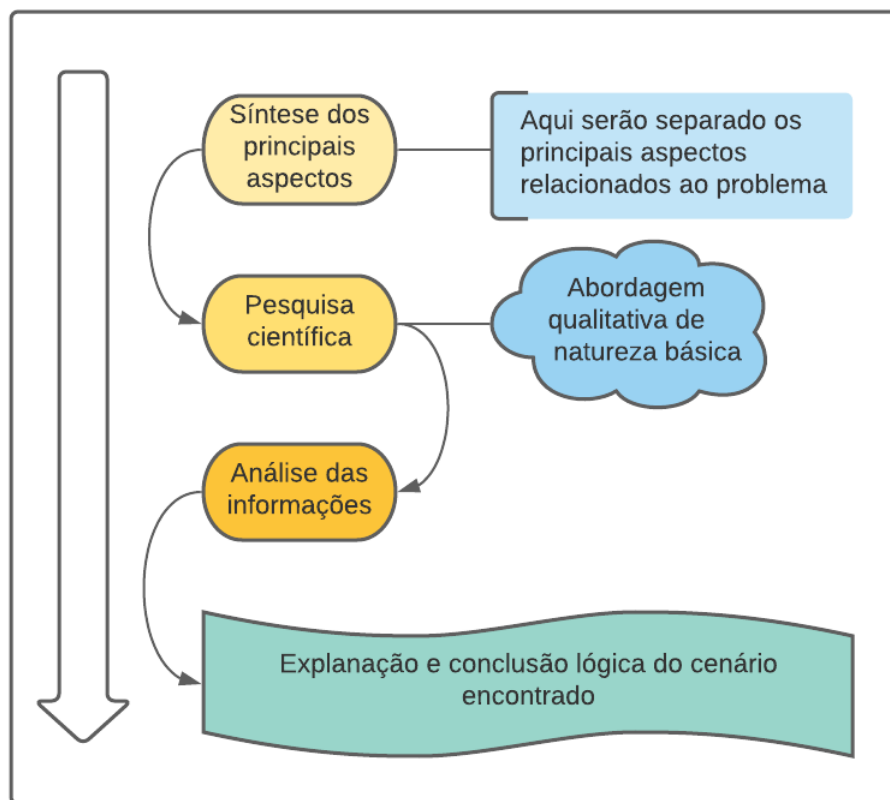 Síntese dos
principais
aspectos
Aqui serão separado os
principais aspectos
relacionados ao problema
Pesquisa
científica
Abordagem
qualitativa de
natureza básica
Análise das
informações
Explanação e conclusão lógica do cenário
encontrado